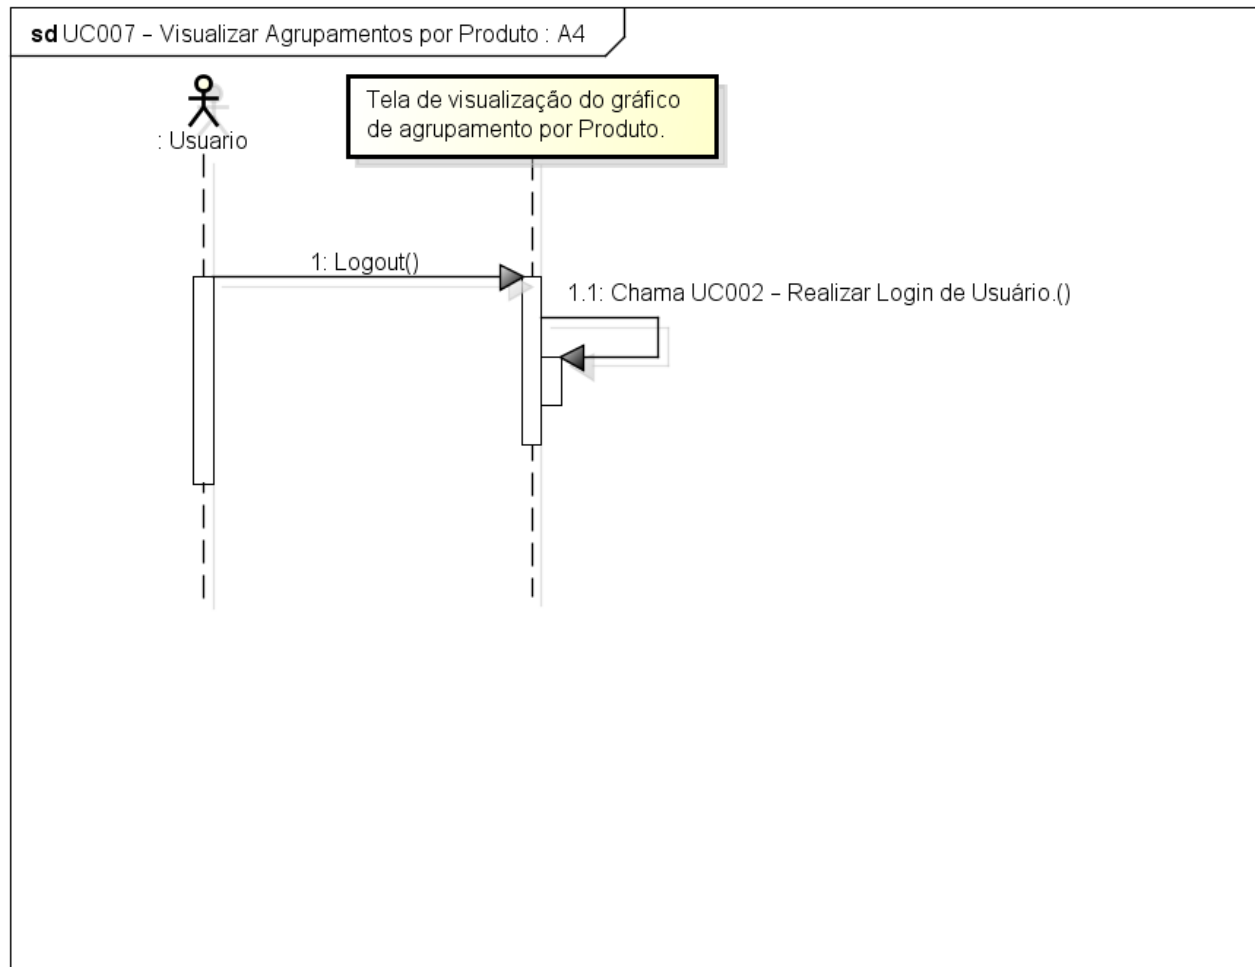 sd UC007 – Visualizar Agrupamentos por Produto : A4
: Usuario
Tela de visualização do gráfico
de agrupamento por Produto.
1: Logout()
1.1: Chama UC002 – Realizar Login de Usuário.()